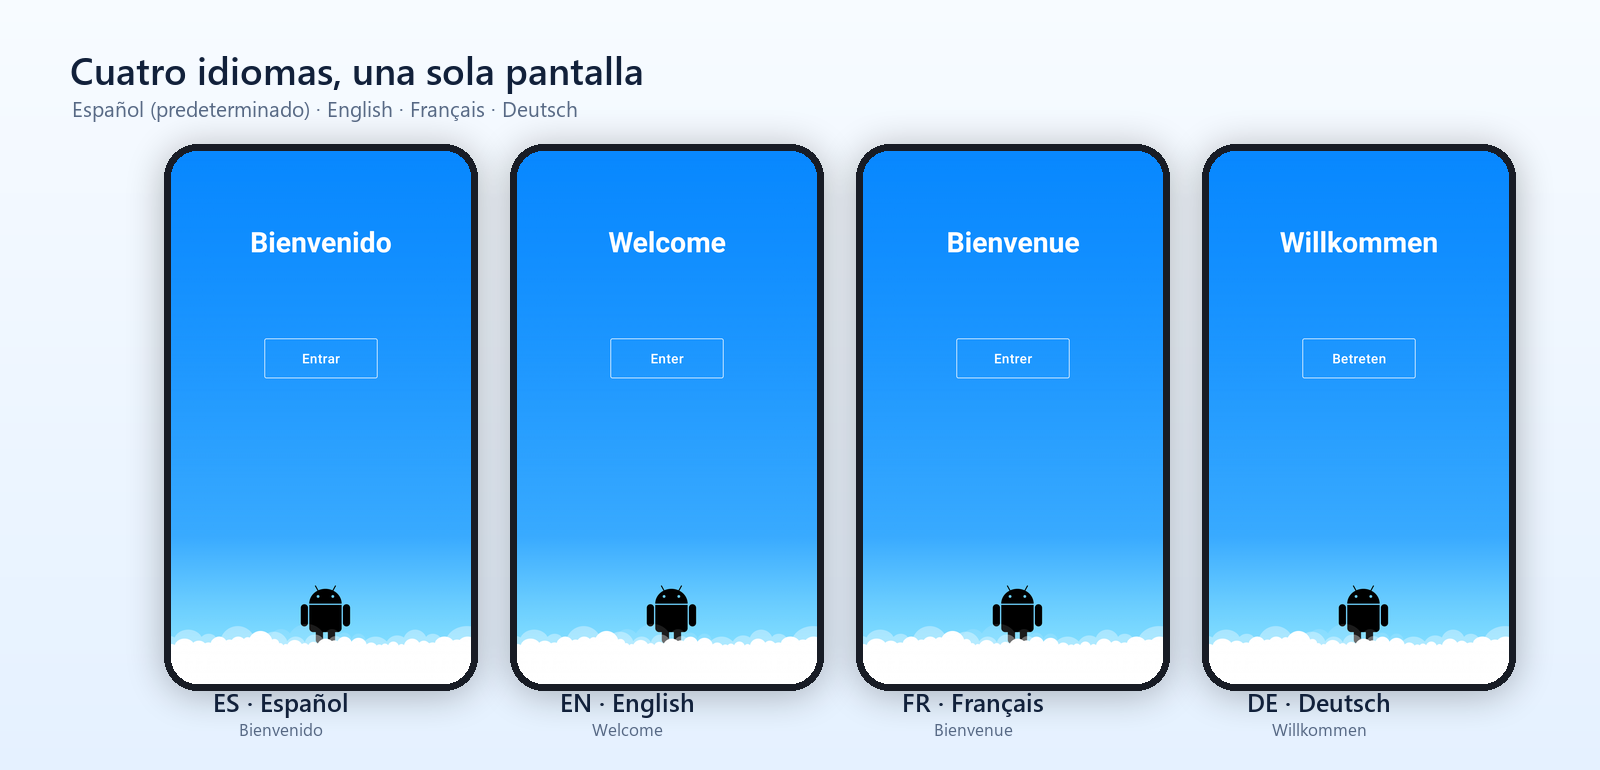 Cuatro idiomas, una sola pantalla
Español (predeterminado) · English · Français · Deutsch
Bienvenido
Entrar
Welcome
Enter
Bienvenue
Entrer
Willkommen
Betreten
ES · Español
Bienvenido
EN · English
Welcome
FR · Français
Bienvenue
DE · Deutsch
Willkommen